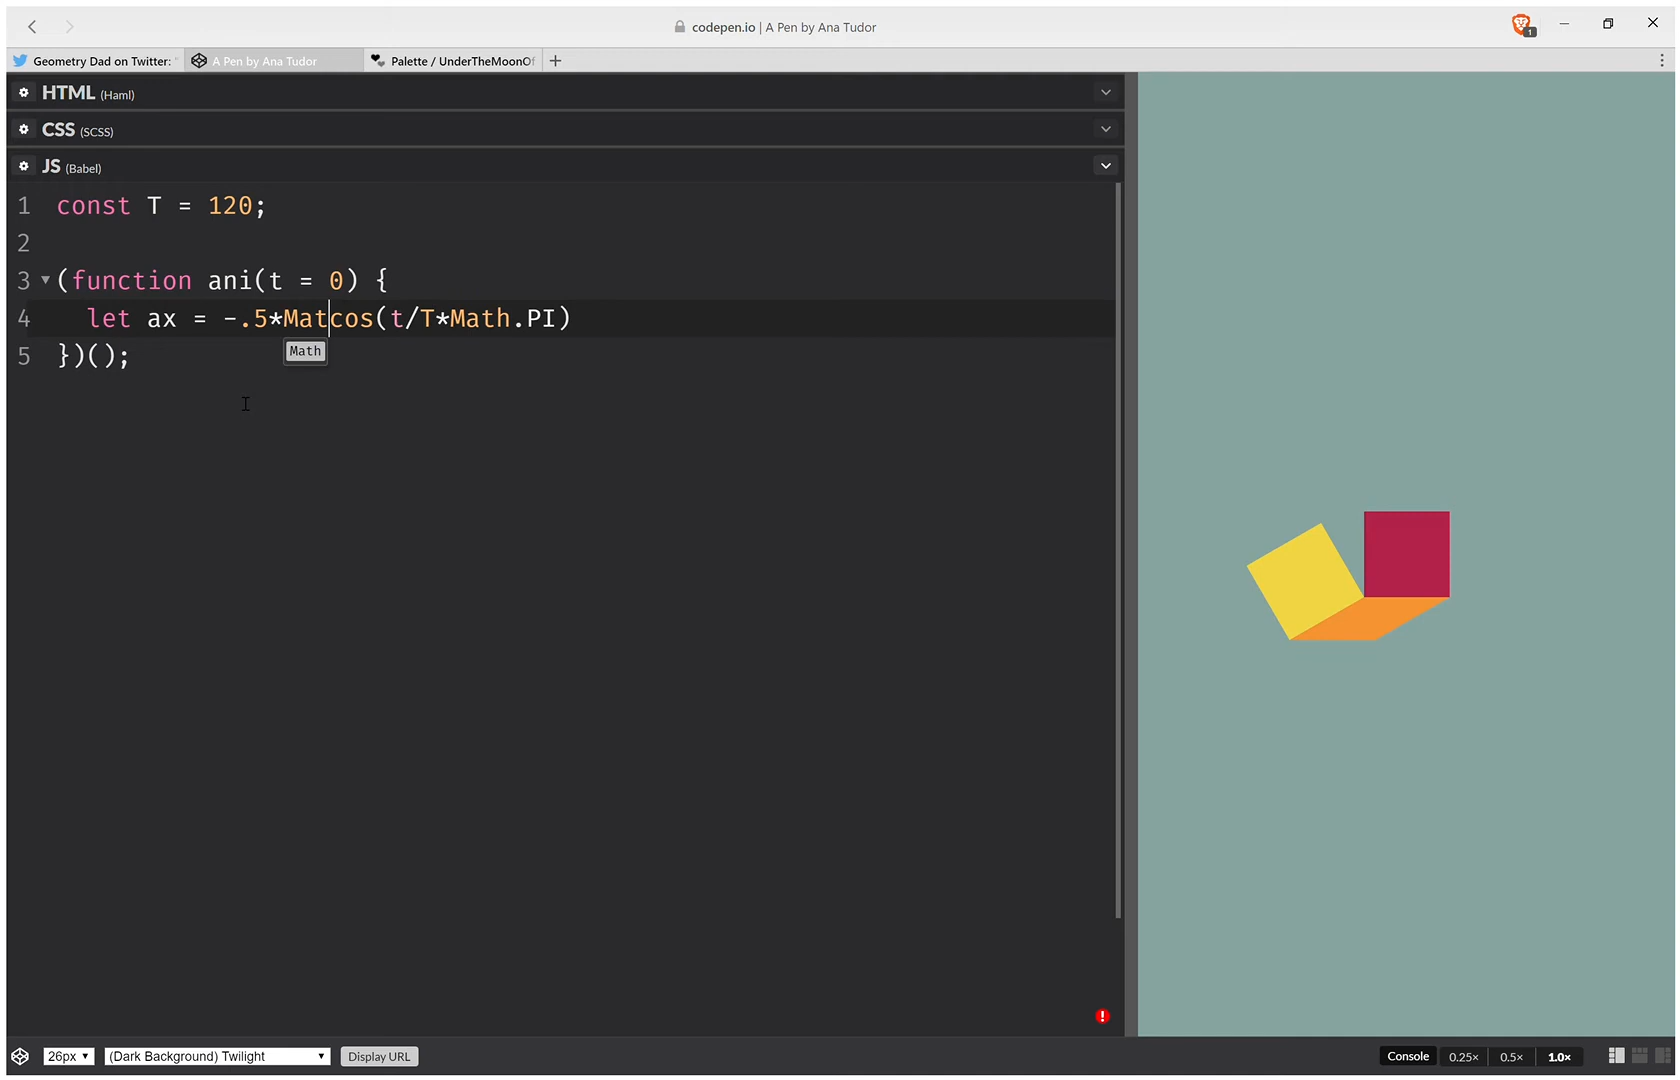 codepen.io | A Pen by Ana Tudor
1
Geometry Dad on Twitter: "
A Pen by Ana Tudor
Palette / UnderTheMoonOf
HTML (Haml)
CSS (SCSS)
JS (Babel)
1 const T = 120;
2
3 (function ani(t = 0) {
4 let ax = -.5*Matcos(t/T*Math.PI)
Math
5 })();
26px
(Dark Background) Twilight
Display URL
Console
0.25×
0.5×
1.0×